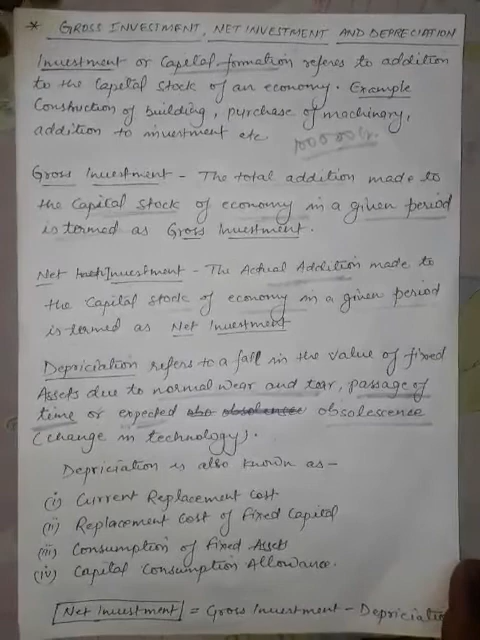 * GROSS INVESTMENT, NET INVESTMENT AND DEPRECIATION
Investment or Capital formation referes to addition
to the Capital Stock of an economy. Example
Construction of building, purchase of machinery,
addition to investment etc.
Gross Investment - The total addition made to
the Capital Stock of economy in a given period
is termed as Gross Investment.
Net Investment - The Actual Addition made to
the Capital Stock of economy in a given period
is termed as Net Investment
Depriciation refers to a fall in the value of fixed
Assets due to normal wear and tear, passage of
time or expected obsolescence
(change in technology).
Depriciation is also known as -
(i) Current Replacement Cost
(ii) Replacement Cost of Fixed Capital
(iii) Consumption of Fixed Assets
(iv) Capital Consumption Allowance.
Net Investment = Gross Investment - Depriciation